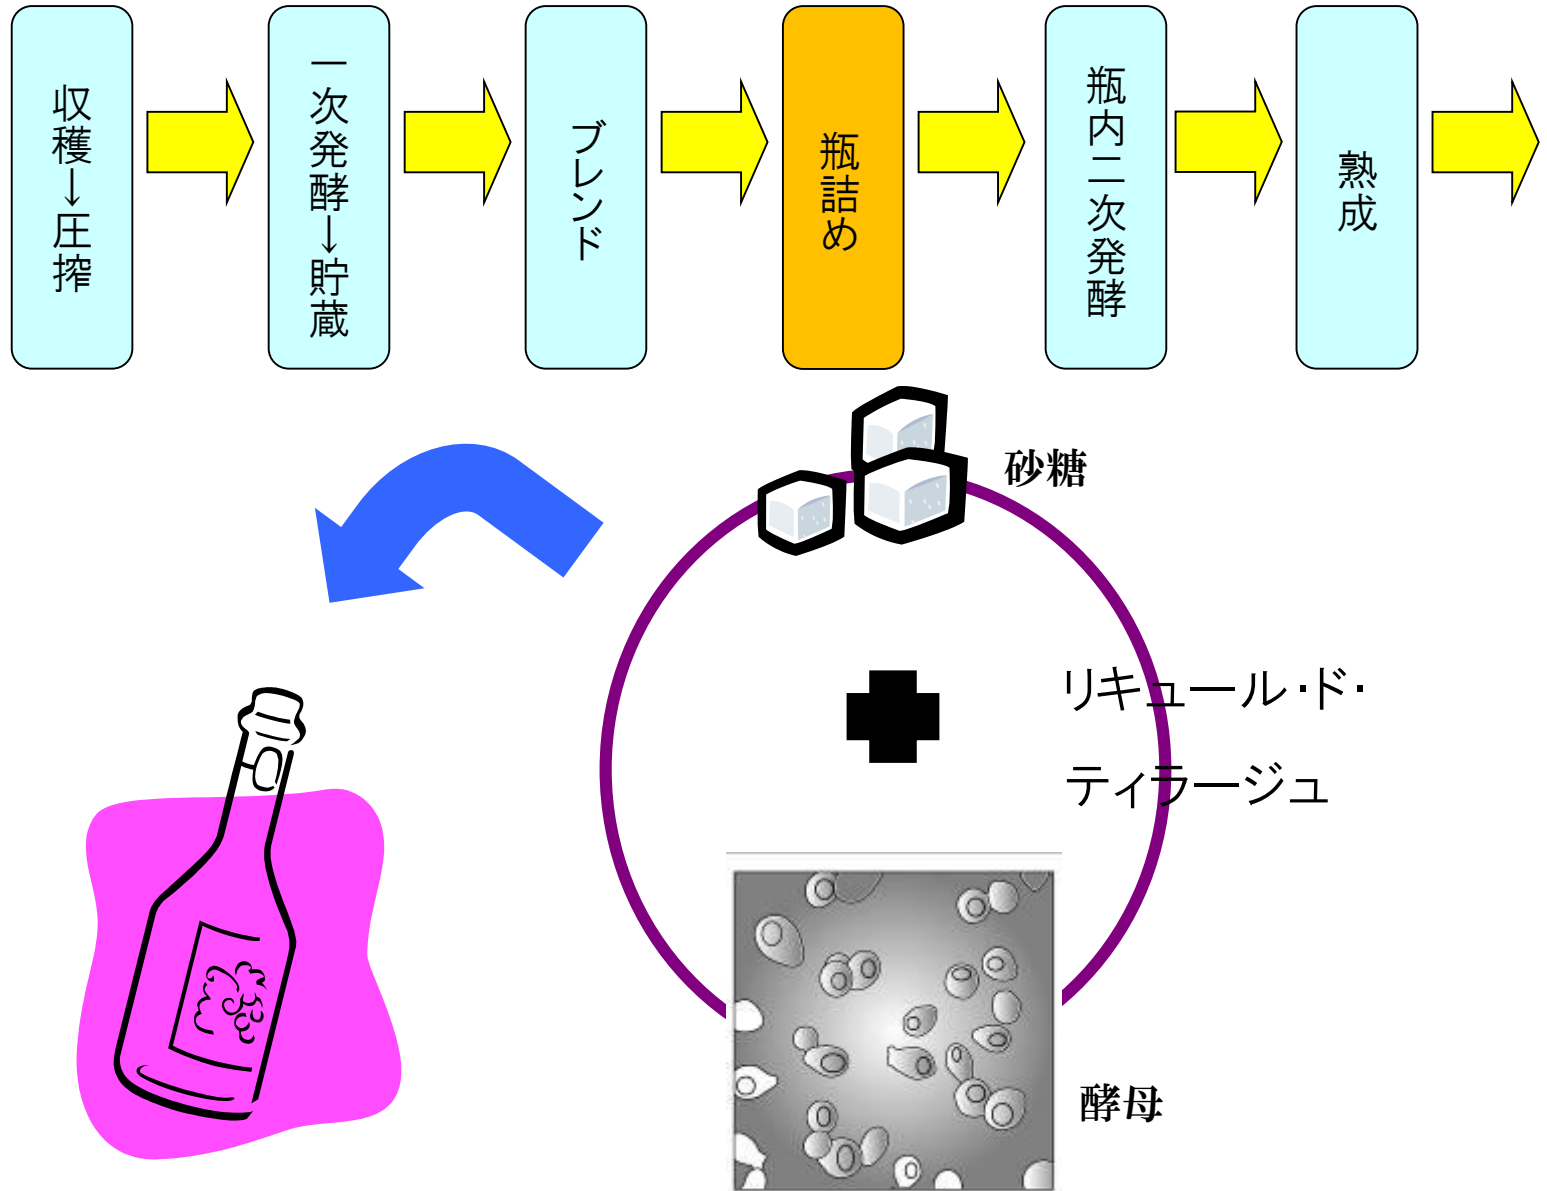 収穫→圧搾
一次発酵→貯蔵
ブレンド
瓶詰め
瓶内二次発酵
熟成
砂糖
リキュール・ド・
ティラージュ
酵母